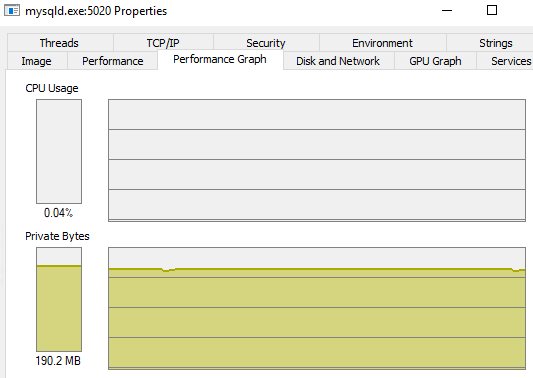 mysqld.exe:5020 Properties
Threads TCP/IP Security Environment Strings
Image Performance Performance Graph Disk and Network GPU Graph Services
CPU Usage
0.04%
Private Bytes
190.2 MB